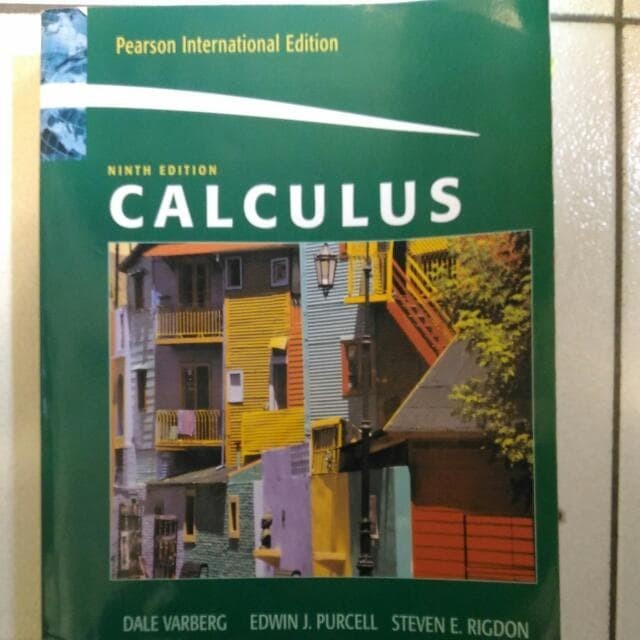 Pearson International Edition
NINTH EDITION
CALCULUS
DALE VARBERG EDWIN J. PURCELL STEVEN E. RIGDON